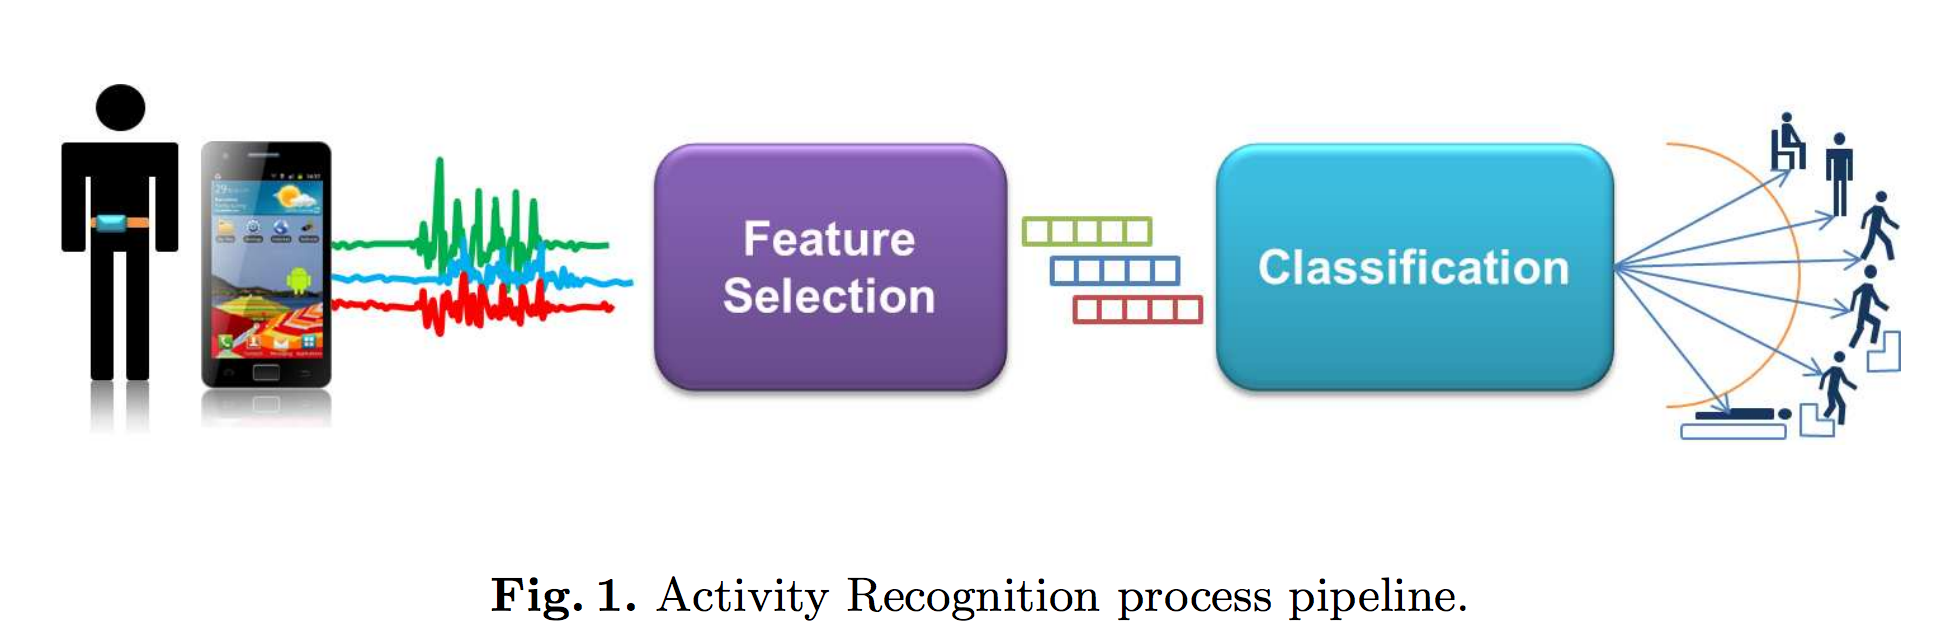 Feature
Selection
Classification
Fig. 1. Activity Recognition process pipeline.